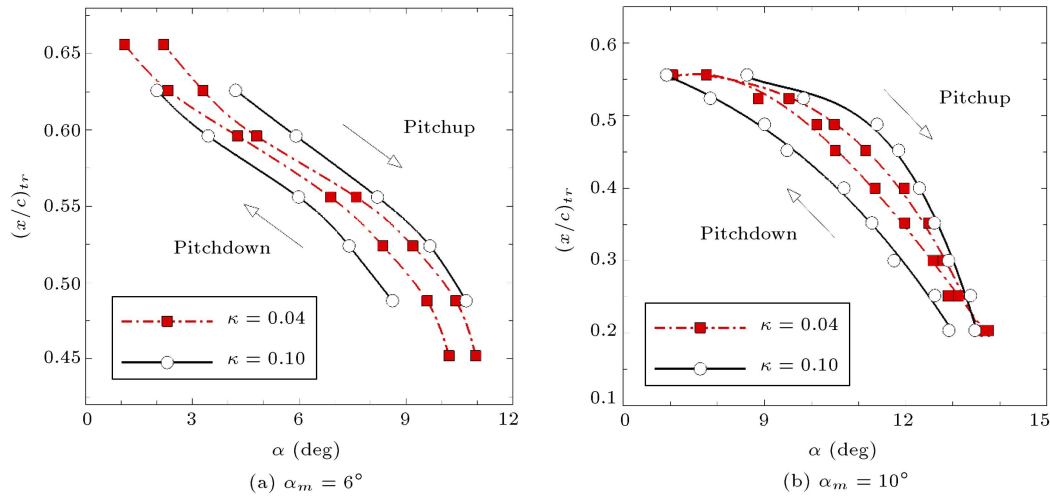 0.65
0.60
0.55
0.50
0.45
(x/c)tr
Pitchup
Pitchdown
κ = 0.04
κ = 0.10
0 3 6 9 12
α (deg)
(a) αm = 6°
0.6
0.5
0.4
0.3
0.2
0.1
(x/c)tr
Pitchup
Pitchdown
κ = 0.04
κ = 0.10
0 9 12 15
α (deg)
(b) αm = 10°